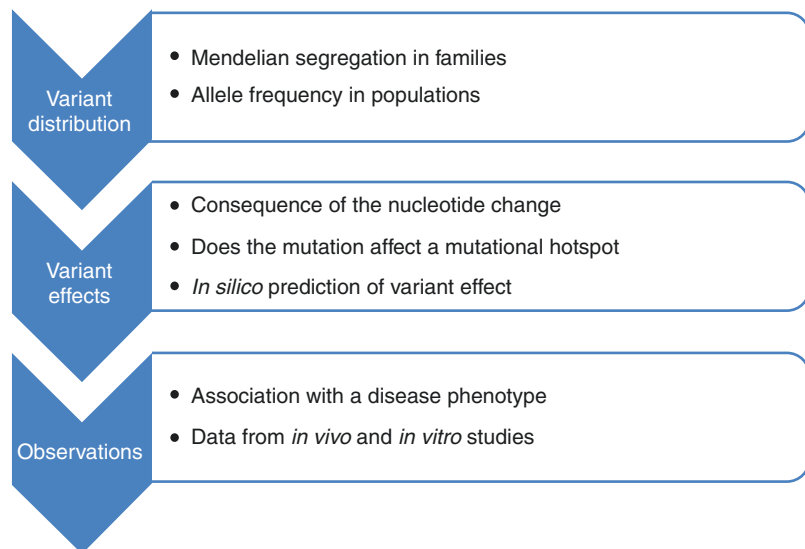 Variant
distribution
• Mendelian segregation in families
• Allele frequency in populations
Variant
effects
• Consequence of the nucleotide change
• Does the mutation affect a mutational hotspot
• In silico prediction of variant effect
Observations
• Association with a disease phenotype
• Data from in vivo and in vitro studies